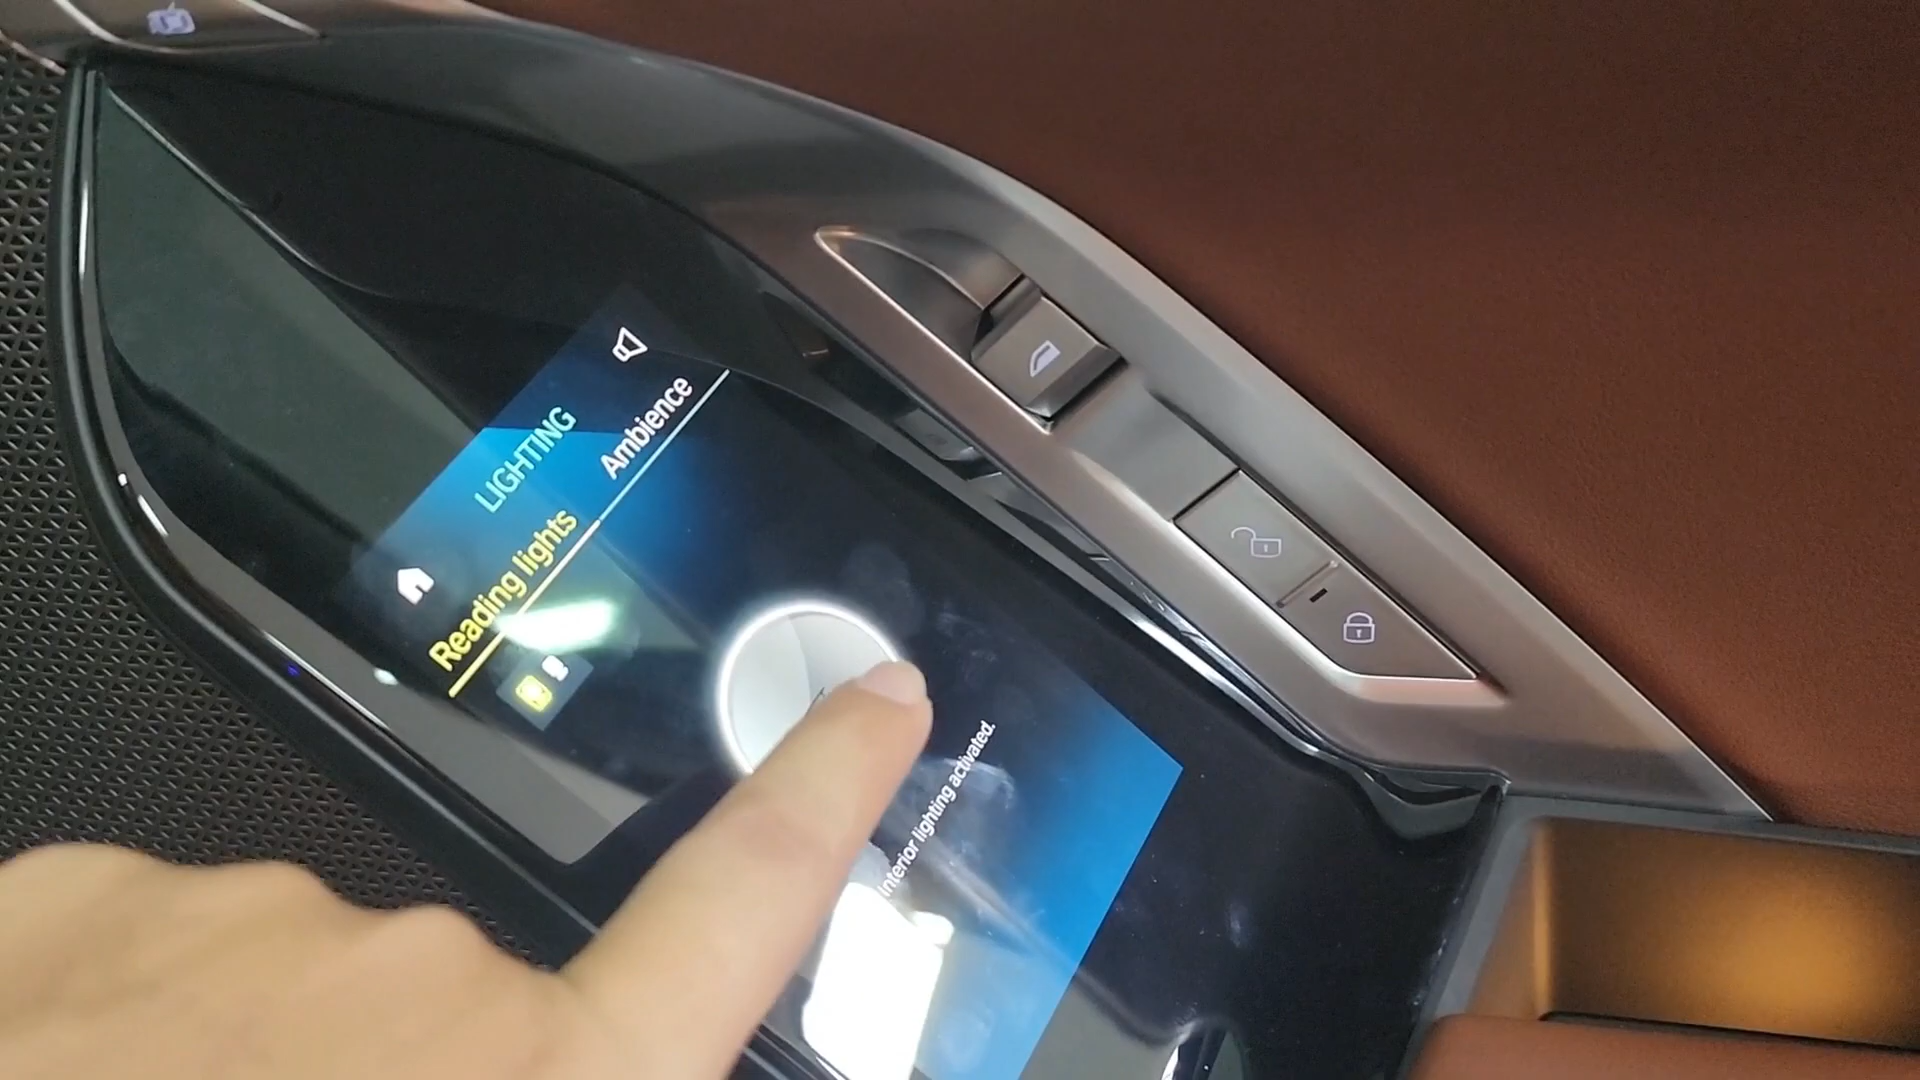 LIGHTING
Reading lights
Ambience
Interior lighting activated.